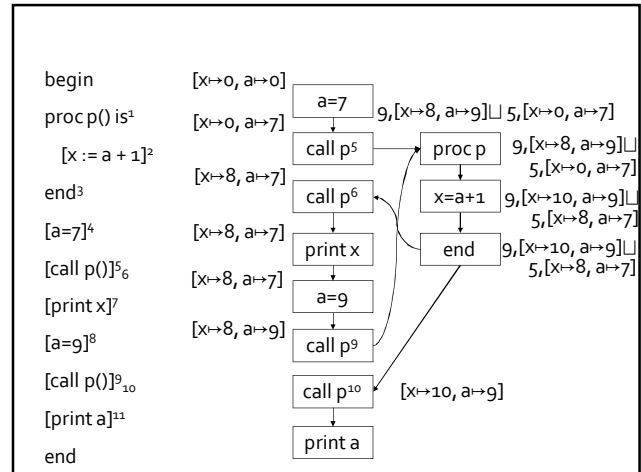 begin
proc p() is¹
[x := a + 1]²
end³
[a=7]⁴
[call p()]⁵₆
[print x]⁷
[a=9]⁸
[call p()]⁹₁₀
[print a]¹¹
end
[x↦0, a↦0]
a=7
[x↦0, a↦7]
call p⁵
[x↦8, a↦7]
call p⁶
[x↦8, a↦7]
print x
[x↦8, a↦7]
a=9
[x↦8, a↦9]
call p⁹
call p¹⁰
[x↦10, a↦9]
print a
9,[x↦8, a↦9]⊔ 5,[x↦0, a↦7]
proc p
9,[x↦8, a↦9]⊔
5,[x↦0, a↦7]
x=a+1
9,[x↦10, a↦9]⊔
5,[x↦8, a↦7]
end
9,[x↦10, a↦9]⊔
5,[x↦8, a↦7]